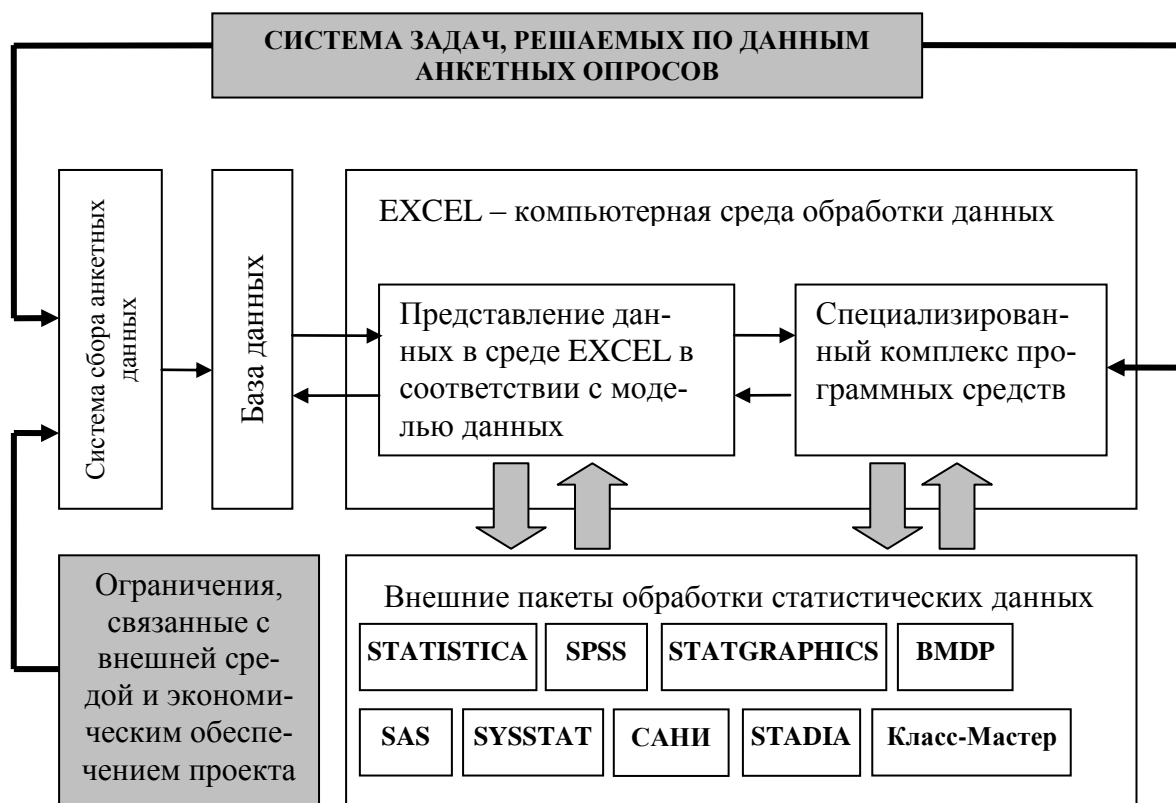 СИСТЕМА ЗАДАЧ, РЕШАЕМЫХ ПО ДАННЫМ
АНКЕТНЫХ ОПРОСОВ
Система сбора анкетных
данных
База данных
EXCEL – компьютерная среда обработки данных
Представление дан-
ных в среде EXCEL в
соответствии с моде-
лью данных
Специализирован-
ный комплекс про-
граммных средств
Ограничения,
связанные с
внешней сре-
дой и экономи-
ческим обеспе-
чением проекта
Внешние пакеты обработки статистических данных
STATISTICA SPSS STATGRAPHICS BMDP
SAS SYSSTAT САНИ STADIA Класс-Мастер